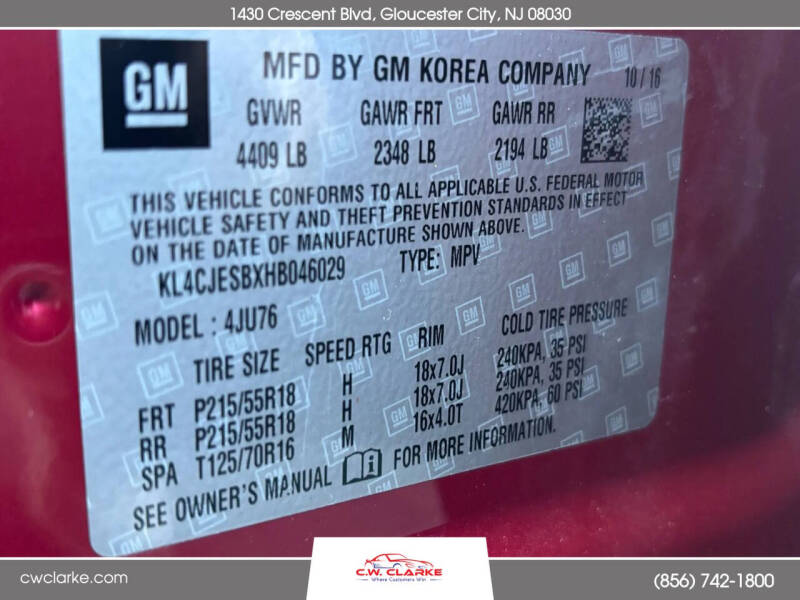 1430 Crescent Blvd, Gloucester City, NJ 08030
GM
MFD BY GM KOREA COMPANY 10/16
GVWR GAWR FRT GAWR RR
4409 LB 2348 LB 2194 LB
THIS VEHICLE CONFORMS TO ALL APPLICABLE U.S. FEDERAL MOTOR
VEHICLE SAFETY AND THEFT PREVENTION STANDARDS IN EFFECT
ON THE DATE OF MANUFACTURE SHOWN ABOVE.
KL4CJESBXHB046029 TYPE: MPV
MODEL : 4JU76
TIRE SIZE SPEED RTG RIM COLD TIRE PRESSURE
FRT P215/55R18 H 18x7.0J 240KPA, 35 PSI
RR P215/55R18 H 18x7.0J 240KPA, 35 PSI
SPA T125/70R16 M 16x4.0T 420KPA, 60 PSI
SEE OWNER'S MANUAL FOR MORE INFORMATION.
cwclarke.com
C.W. CLARKE
Where Customers Win
(856) 742-1800